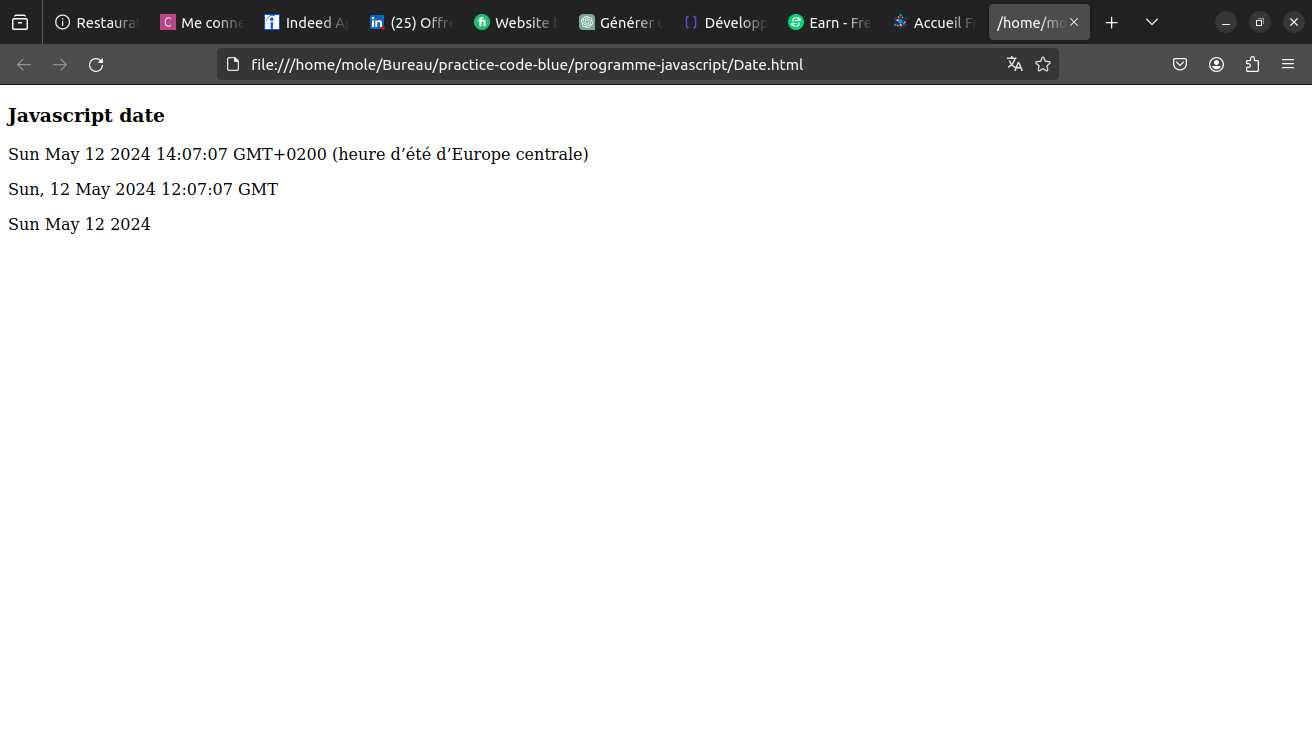 Restaura
Me conne
Indeed A
(25) Offre
Website b
Générer u
Développ
Earn - Fre
Accueil F
/home/mo
file:///home/mole/Bureau/practice-code-blue/programme-javascript/Date.html
Javascript date
Sun May 12 2024 14:07:07 GMT+0200 (heure d’été d’Europe centrale)
Sun, 12 May 2024 12:07:07 GMT
Sun May 12 2024